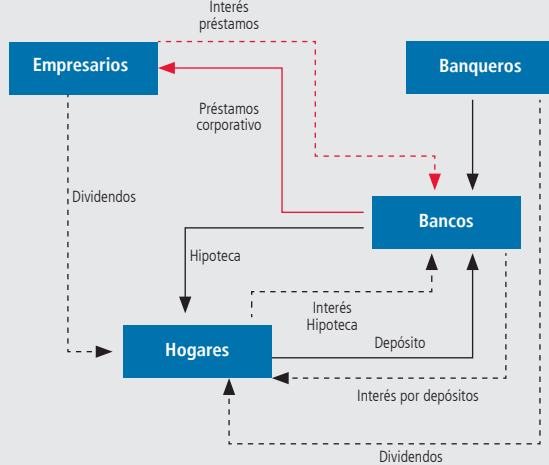 Interés
préstamos
Empresarios
Banqueros
Préstamos
corporativo
Dividendos
Bancos
Hipoteca
Interés
Hipoteca
Hogares
Depósito
Interés por depósitos
Dividendos